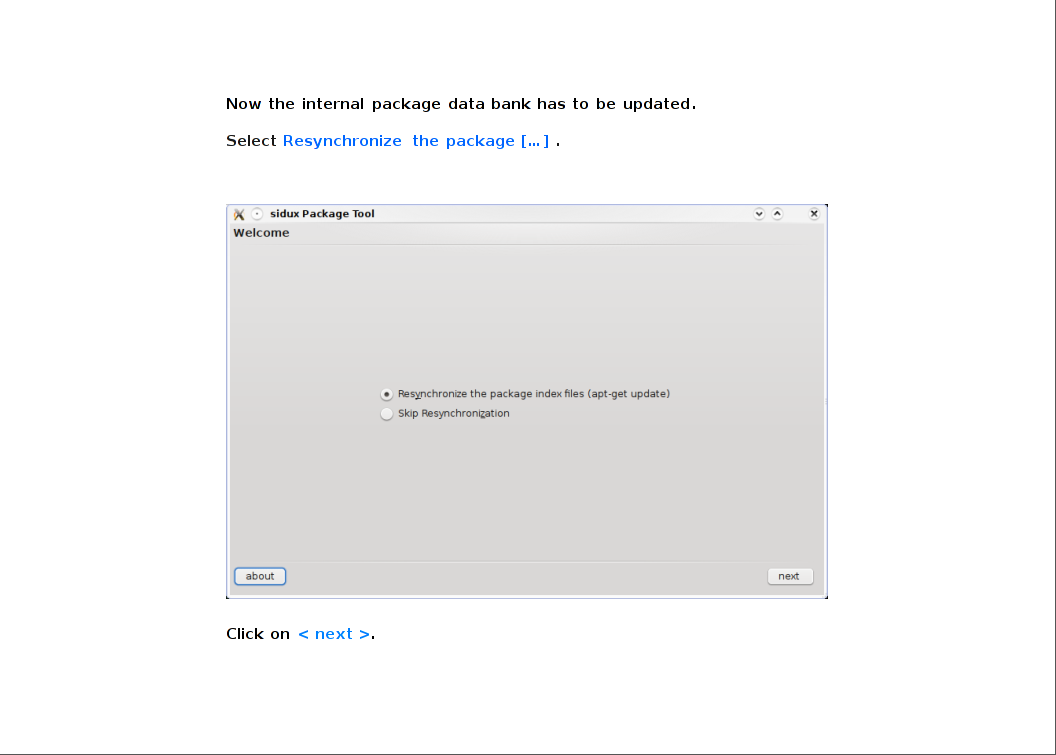 Now the internal package data bank has to be updated.
Select Resynchronize the package [...] .
sidux Package Tool
Welcome
Resynchronize the package index files (apt-get update)
Skip Resynchronization
about
next
Click on < next >.